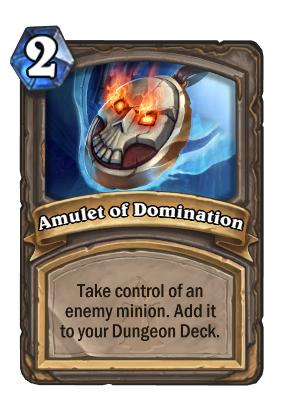 2
Amulet of Domination
Take control of an
enemy minion. Add it
to your Dungeon Deck.